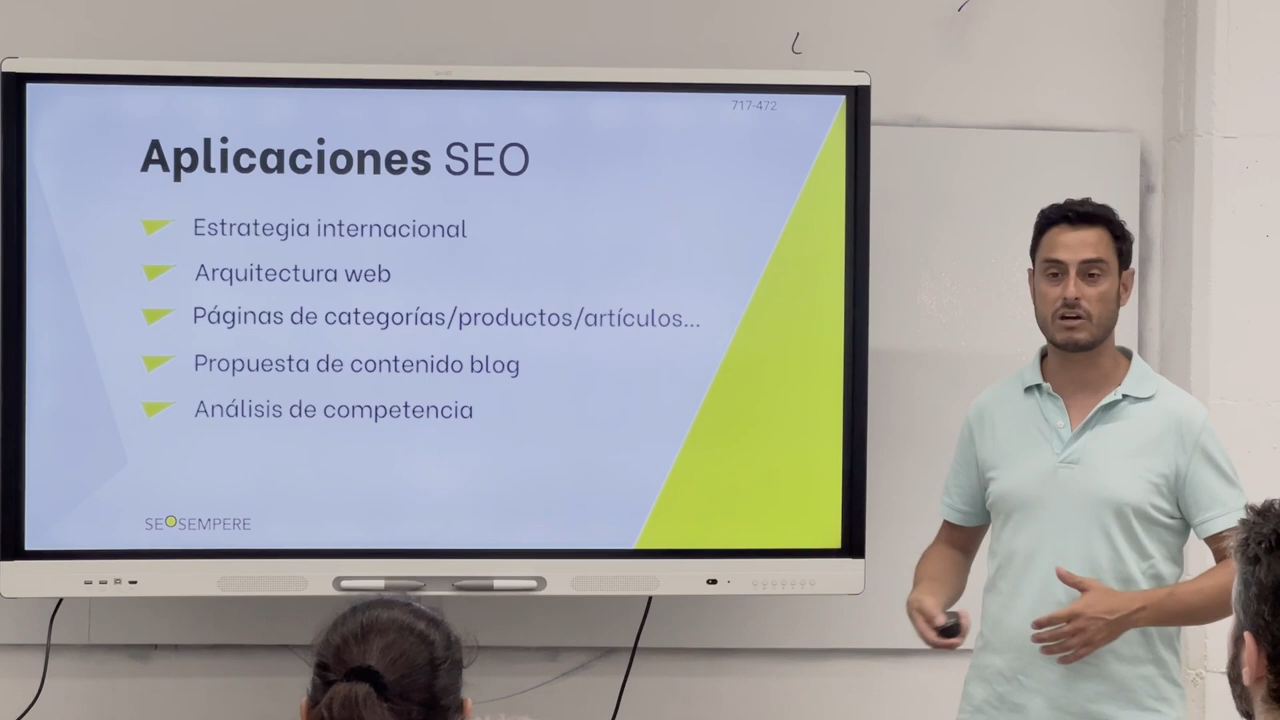 717-472
Aplicaciones SEO
Estrategia internacional
Arquitectura web
Páginas de categorías/productos/artículos...
Propuesta de contenido blog
Análisis de competencia
SEOSEMPERE